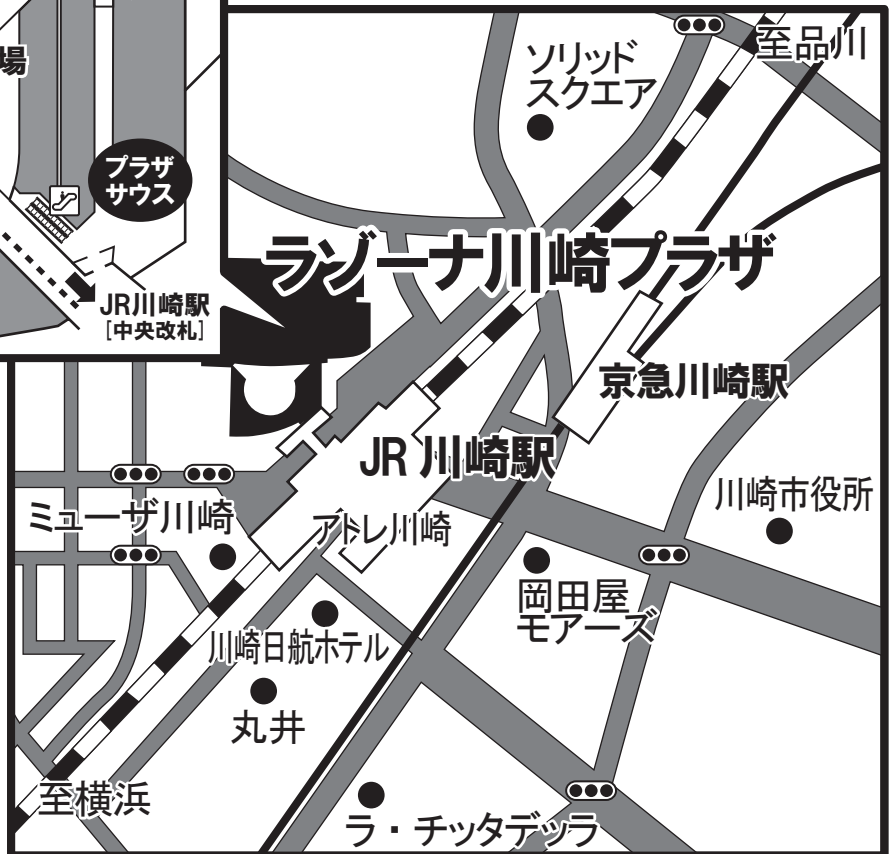 場
プラザ
サウス
JR川崎駅
[中央改札]
至品川
ソリッド
スクエア
ラゾーナ川崎プラザ
京急川崎駅
JR 川崎駅
川崎市役所
ミューザ川崎
アトレ川崎
岡田屋
モアーズ
川崎日航ホテル
丸井
至横浜
ラ・チッタデッラ